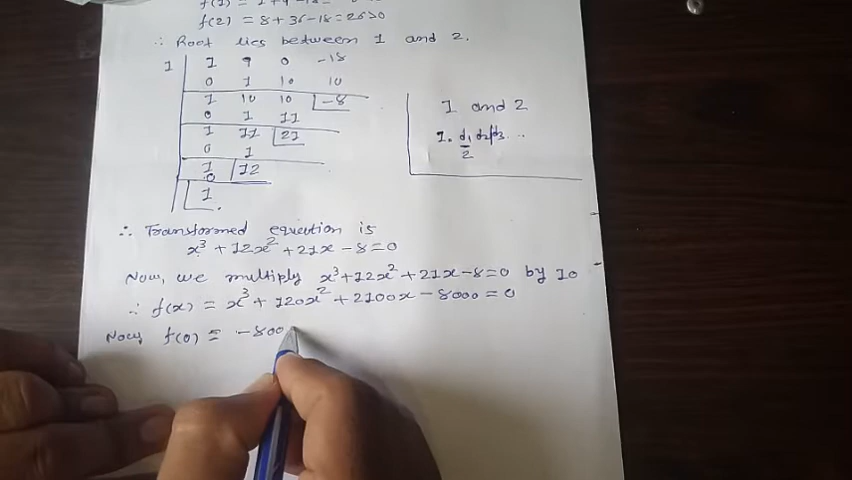 f(2) = 8 + 36 - 18 = 26 > 0
∴ Root lies between 1 and 2.
1 | 1 9 0 -18
0 1 10 10
1 10 10 | -8
0 1 11
1 11 | 21
0 1
1 | 12
0
1
1 and 2
1. d1 d2 d3 ..
2
∴ Transformed equation is
x³ + 12x² + 21x - 8 = 0
Now, we multiply x³ + 12x² + 21x - 8 = 0 by 10
∴ f(x) = x³ + 120x² + 2100x - 8000 = 0
Now, f(0) = -800